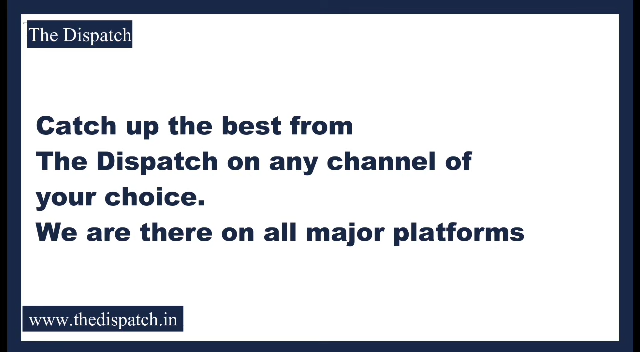 The Dispatch
Catch up the best from
The Dispatch on any channel of
your choice.
We are there on all major platforms
www.thedispatch.in